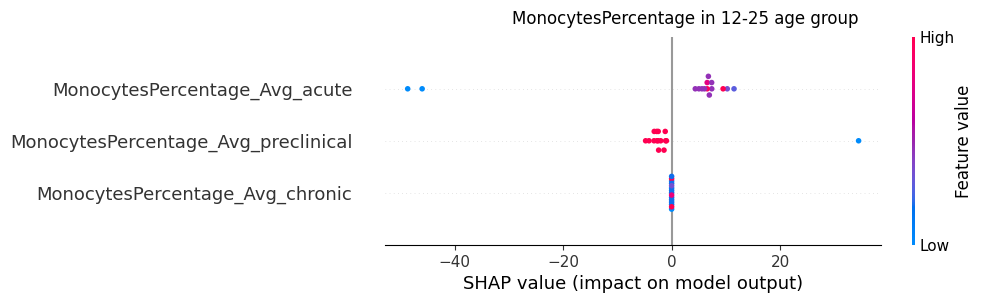 MonocytesPercentage in 12-25 age group
High
MonocytesPercentage_Avg_acute
MonocytesPercentage_Avg_preclinical
MonocytesPercentage_Avg_chronic
Feature value
Low
−40 −20 0 20
SHAP value (impact on model output)